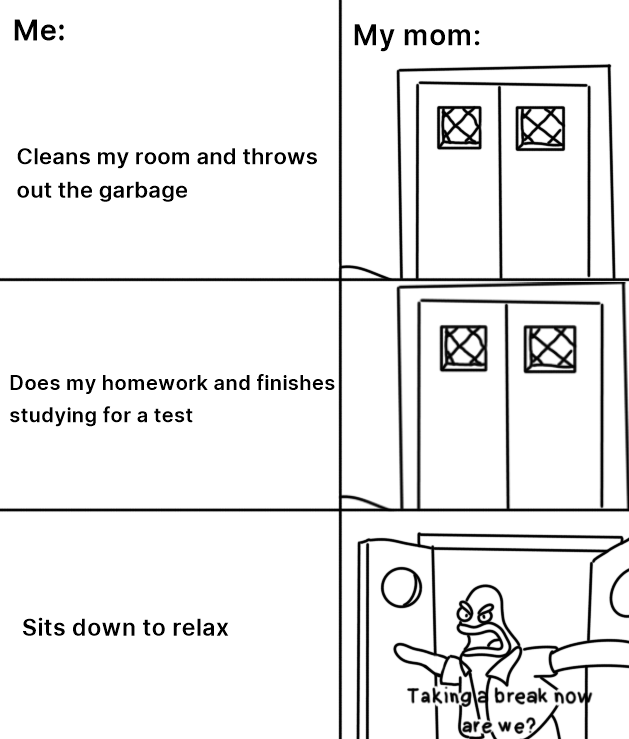 Me:
My mom:
Cleans my room and throws
out the garbage
Does my homework and finishes
studying for a test
Sits down to relax
Taking a break now
are we?